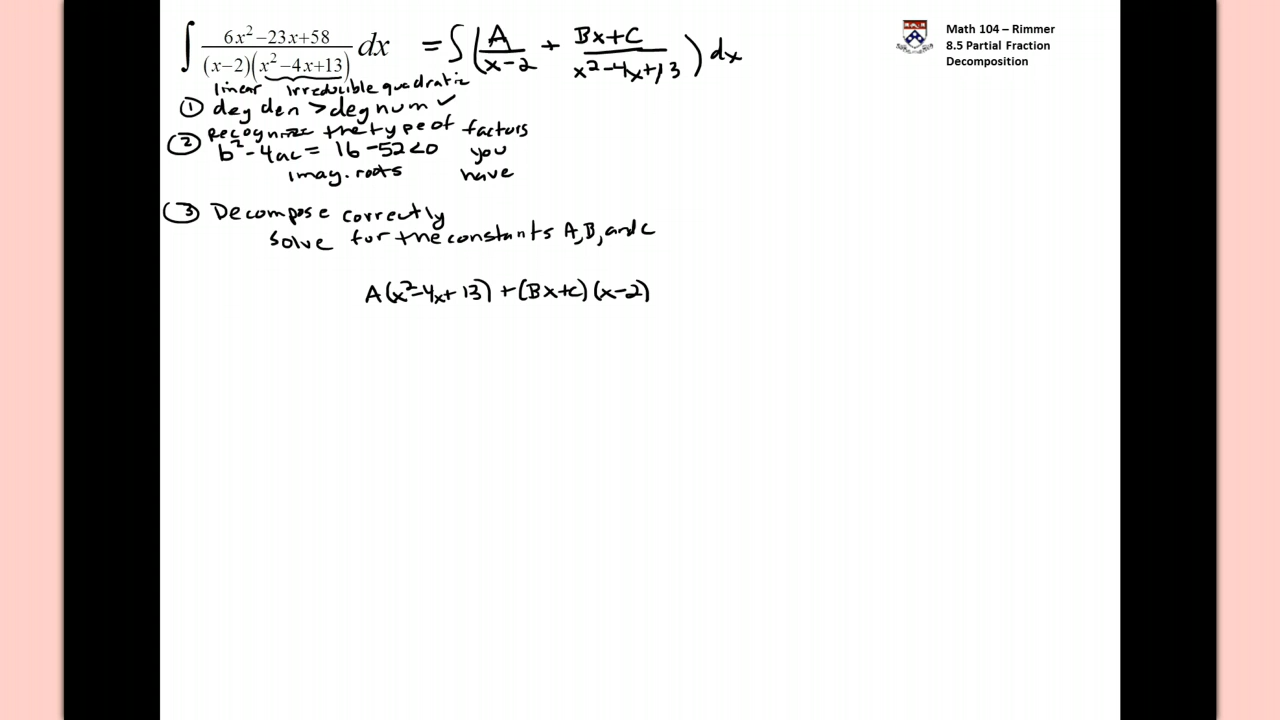 ∫ (6x²−23x+58)/((x−2)(x²−4x+13)) dx = ∫ (A/(x−2) + (Bx+C)/(x²−4x+13)) dx
linear irreducible quadratic
① deg den > deg num ✓
② Recognize the type of factors you have
b²−4ac = 16−52<0
imag. roots
③ Decompose correctly
solve for the constants A, B, and C
A(x²−4x+13) + (Bx+C)(x−2)
Math 104 – Rimmer
8.5 Partial Fraction
Decomposition